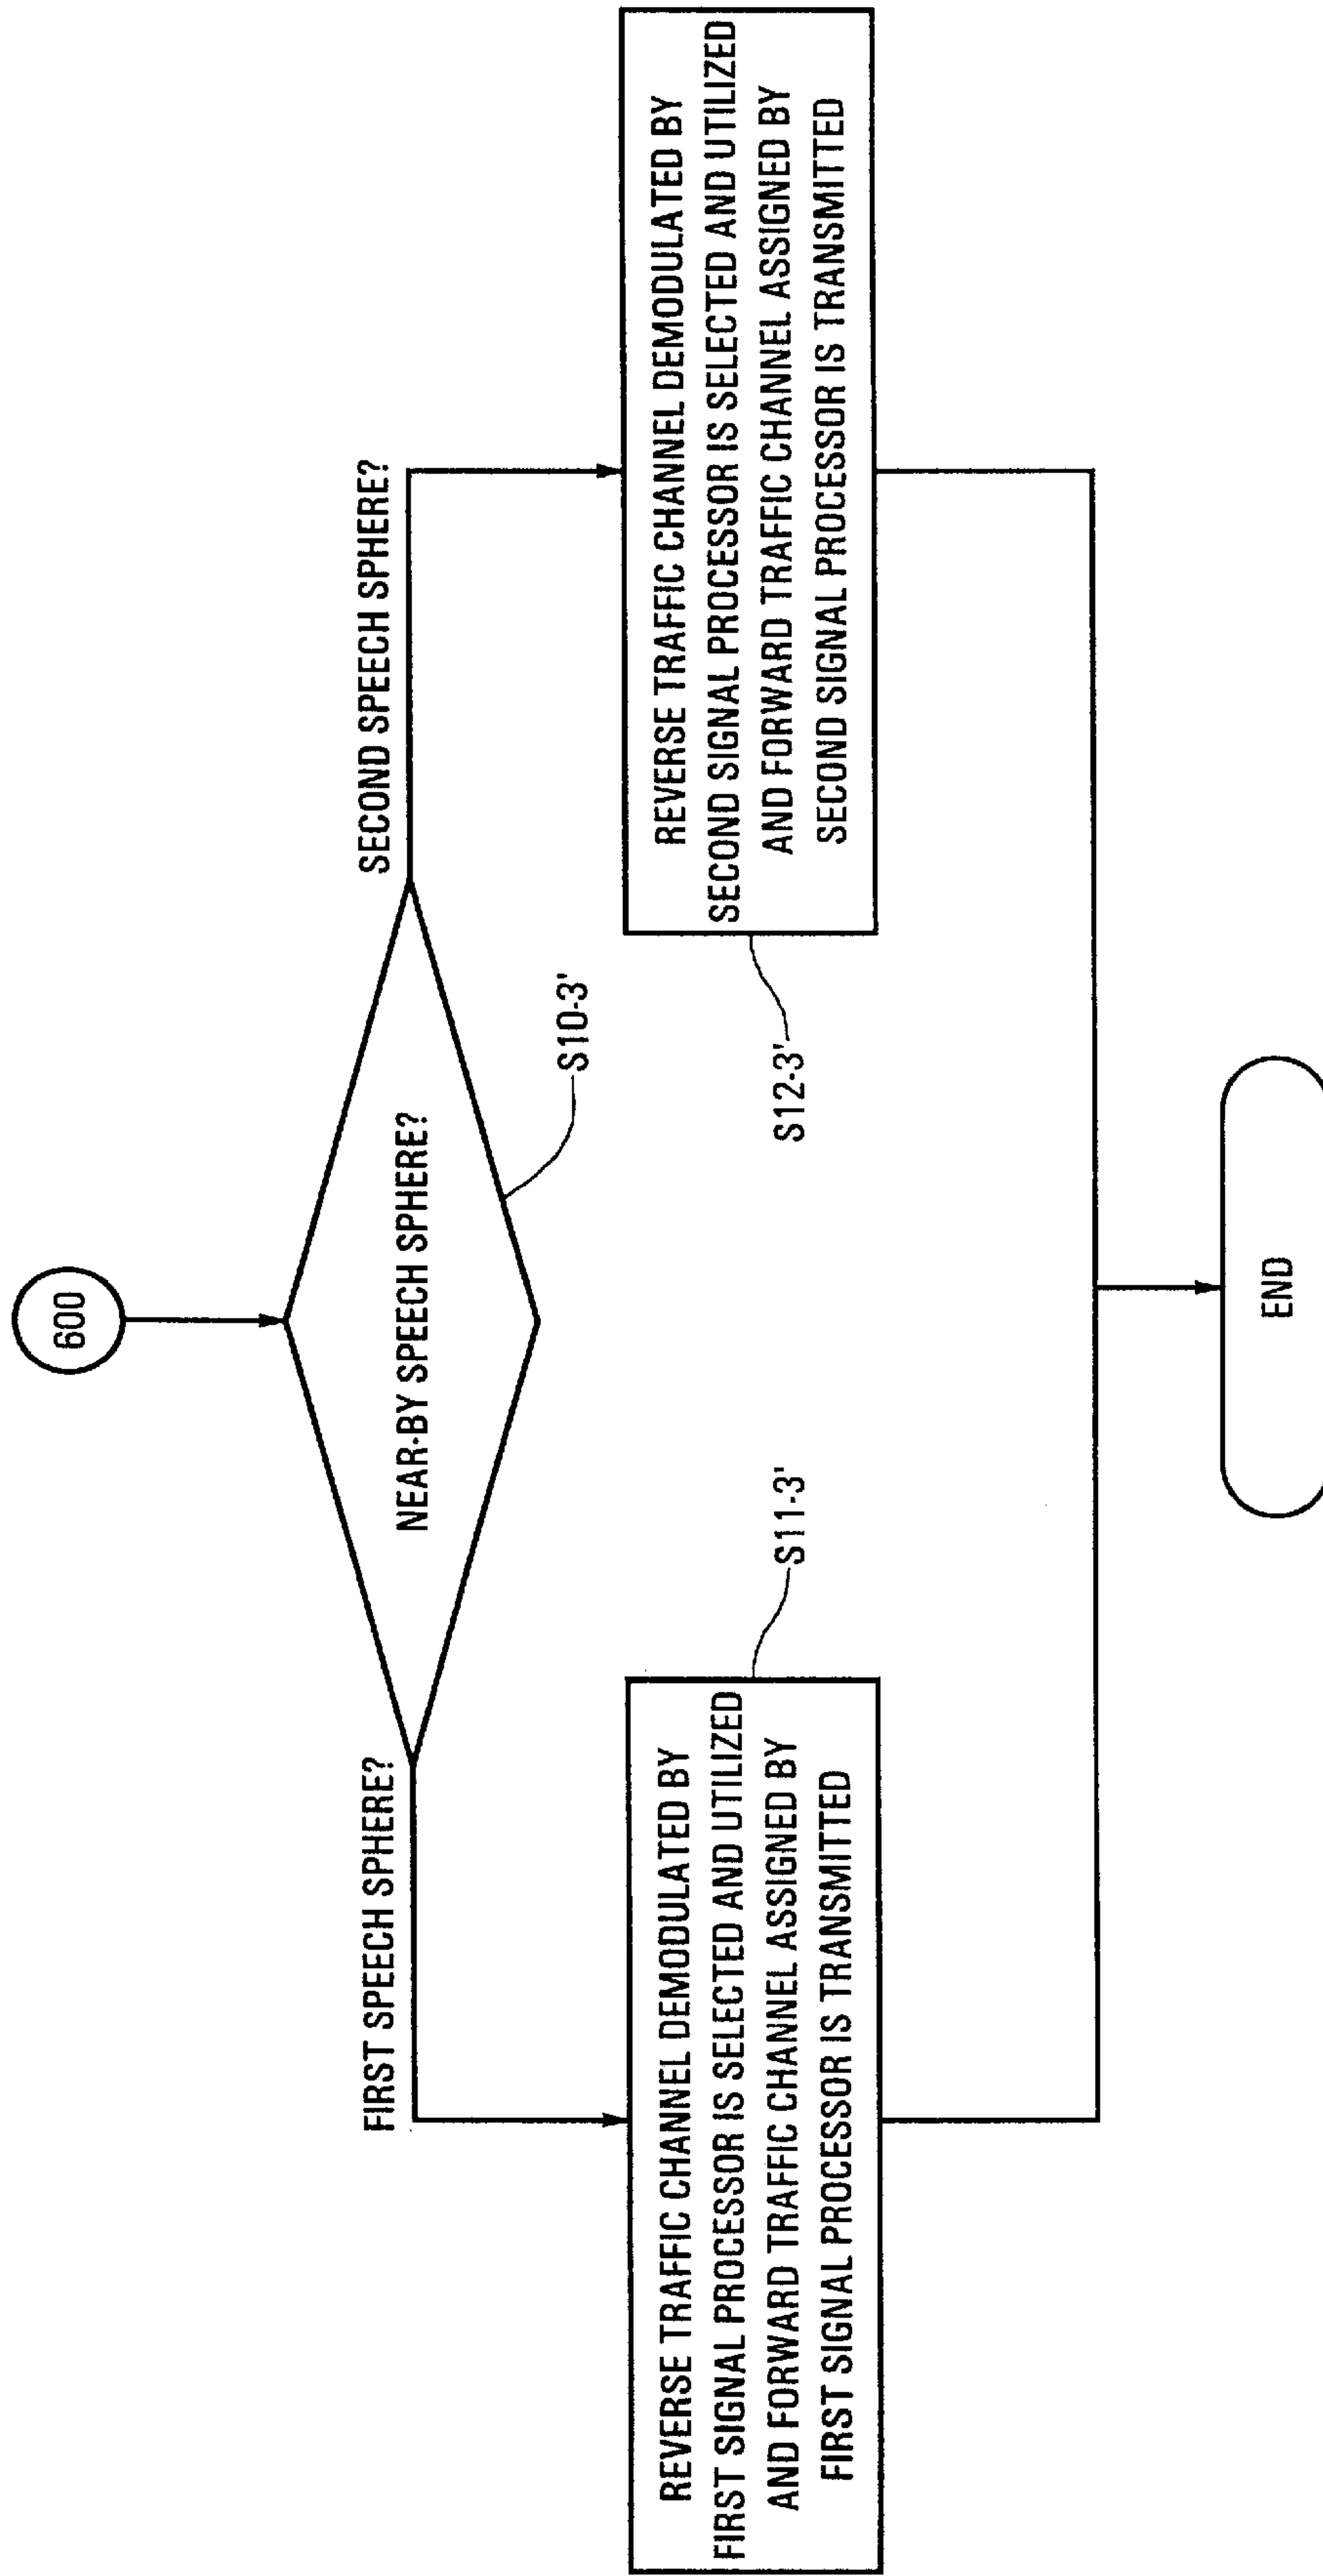 600
NEAR-BY SPEECH SPHERE?
S10-3'
FIRST SPEECH SPHERE?
SECOND SPEECH SPHERE?
REVERSE TRAFFIC CHANNEL DEMODULATED BY
FIRST SIGNAL PROCESSOR IS SELECTED AND UTILIZED
AND FORWARD TRAFFIC CHANNEL ASSIGNED BY
FIRST SIGNAL PROCESSOR IS TRANSMITTED
S11-3'
REVERSE TRAFFIC CHANNEL DEMODULATED BY
SECOND SIGNAL PROCESSOR IS SELECTED AND UTILIZED
AND FORWARD TRAFFIC CHANNEL ASSIGNED BY
SECOND SIGNAL PROCESSOR IS TRANSMITTED
S12-3'
END